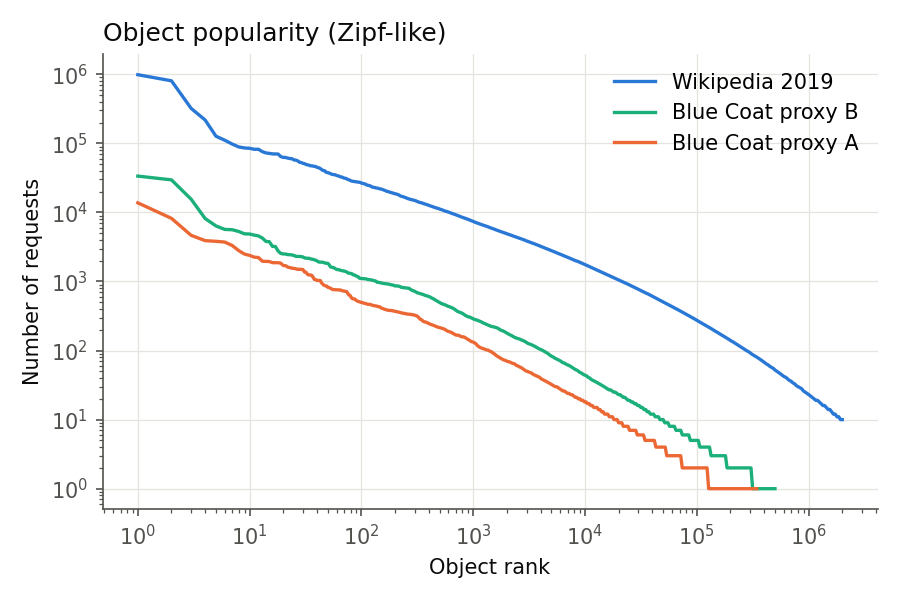 Object popularity (Zipf-like)
Wikipedia 2019
Blue Coat proxy B
Blue Coat proxy A
Number of requests
10^6
10^5
10^4
10^3
10^2
10^1
10^0
10^0 10^1 10^2 10^3 10^4 10^5 10^6
Object rank